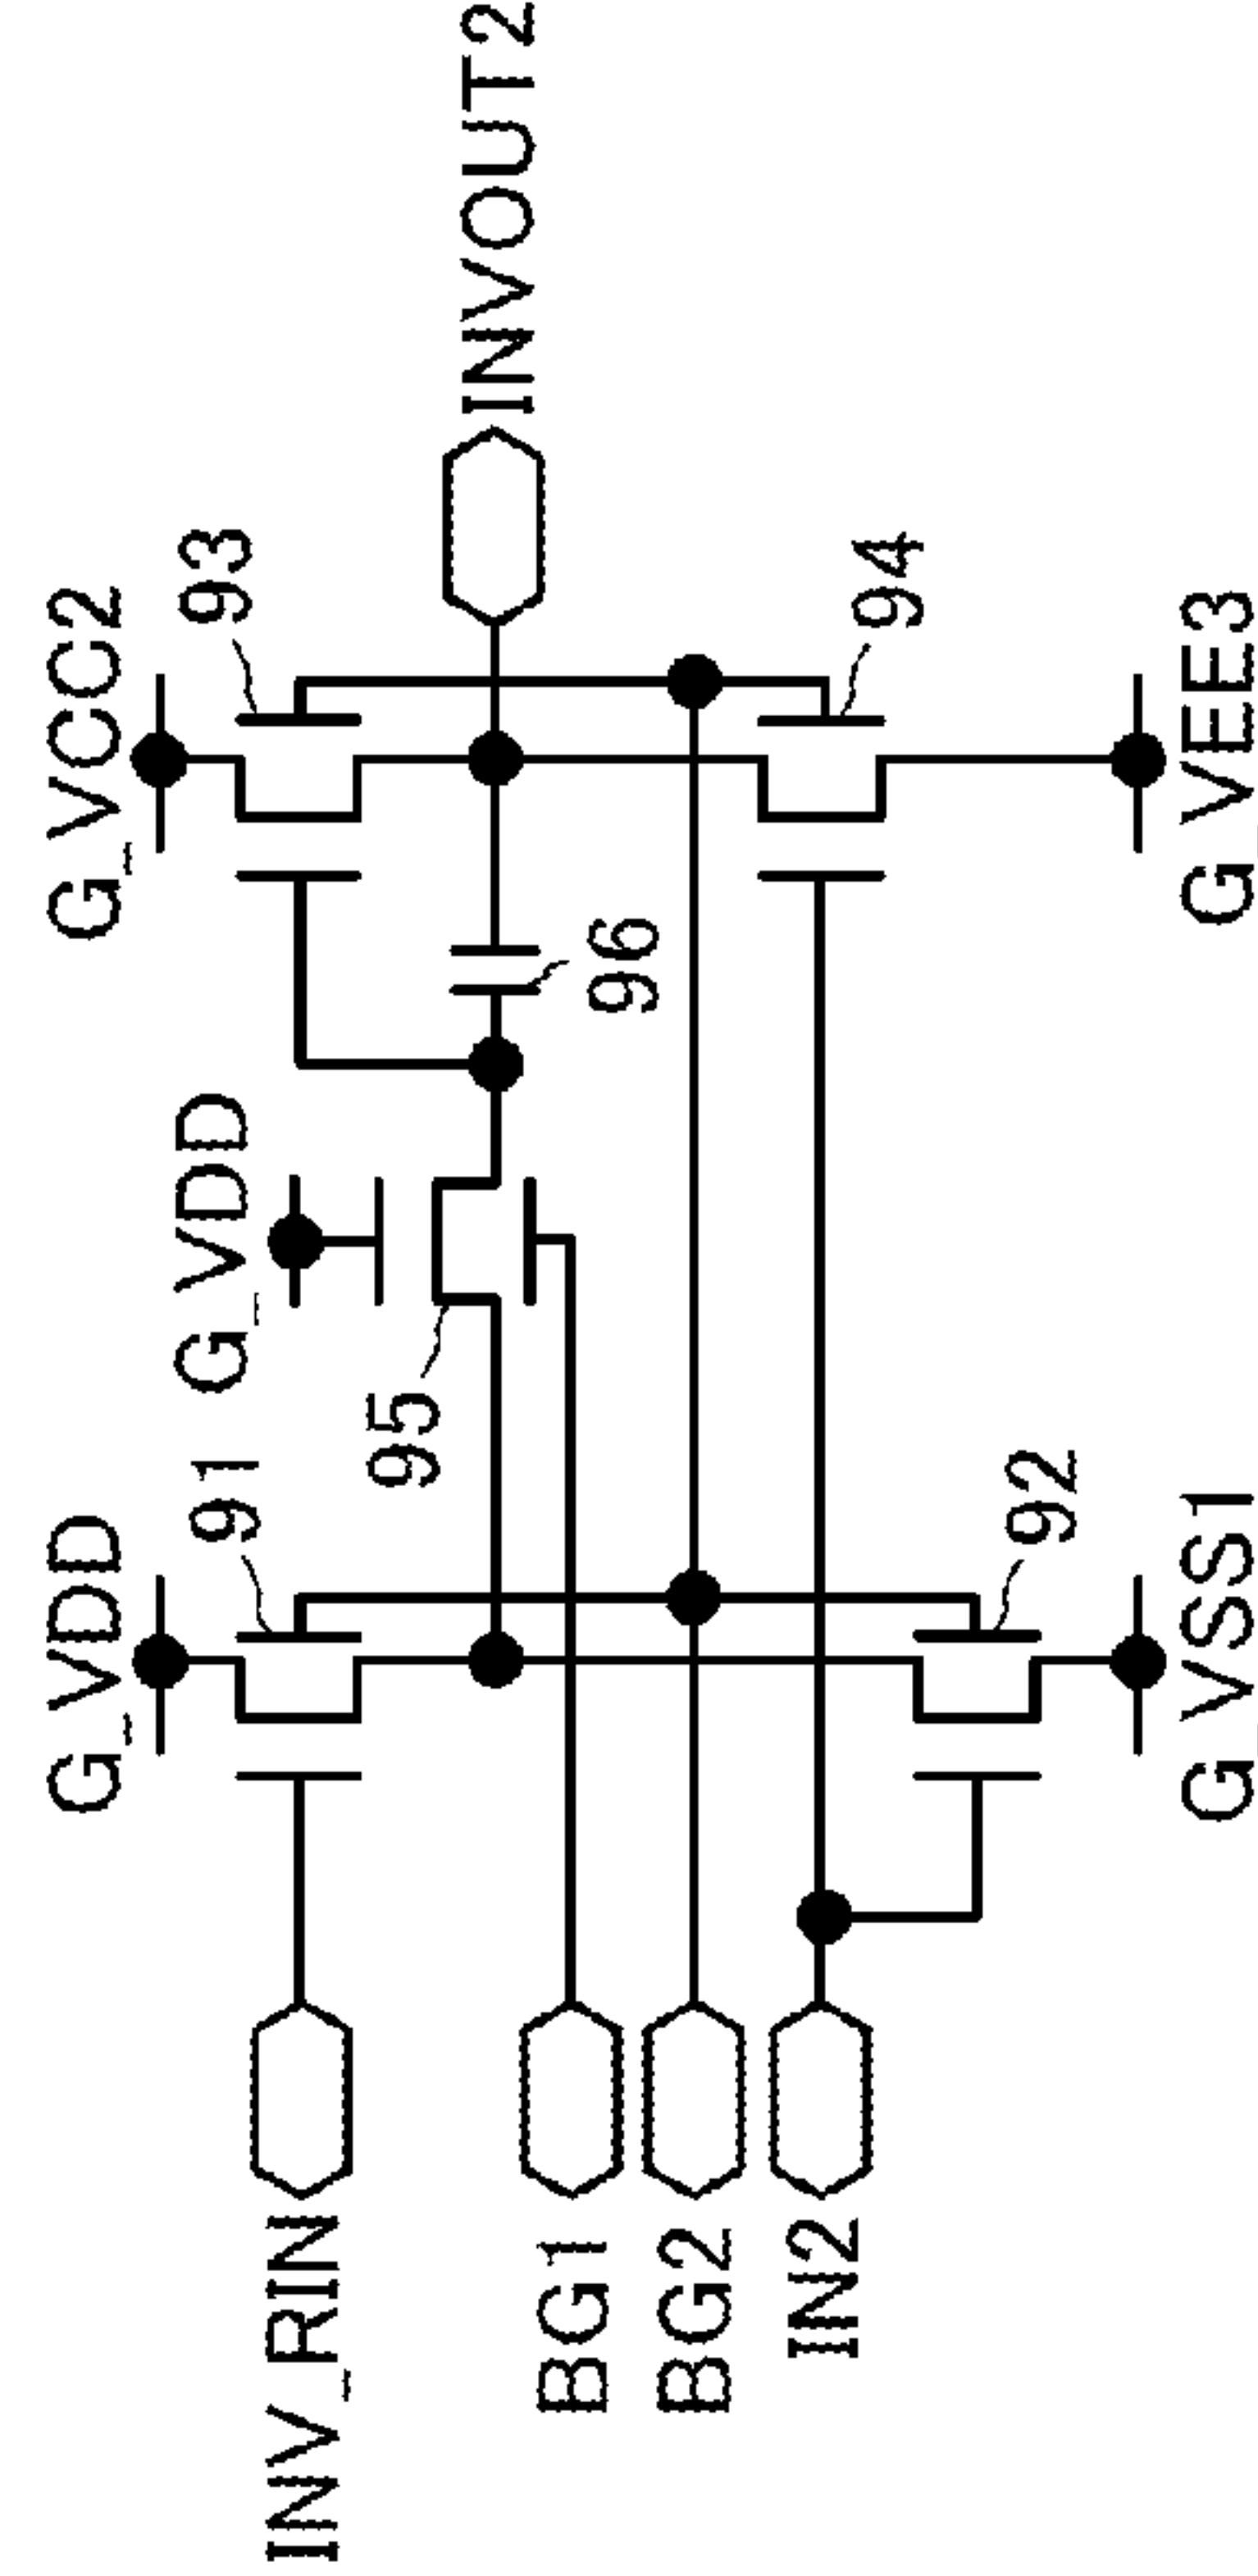 G_VDD
G_VCC2
G_VDD
91
93
95
INVOUT2
96
INV_RIN
BG1
BG2
IN2
92
94
G_VSS1
G_VEE3